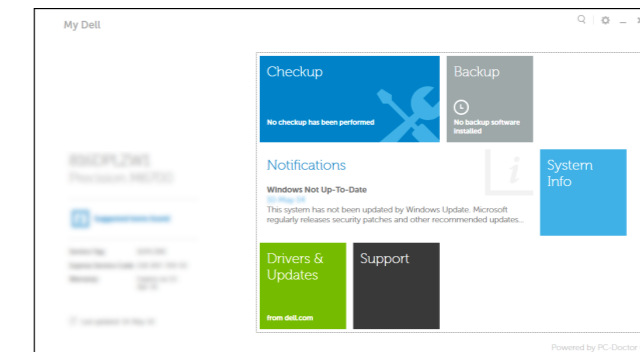 My Dell
Checkup
No checkup has been performed
Backup
No backup software
installed
Notifications
Windows Not Up-To-Date
This system has not been updated by Windows Update. Microsoft
regularly releases security patches and other recommended updates...
System
Info
Drivers &
Updates
from dell.com
Support
Powered by PC-Doctor